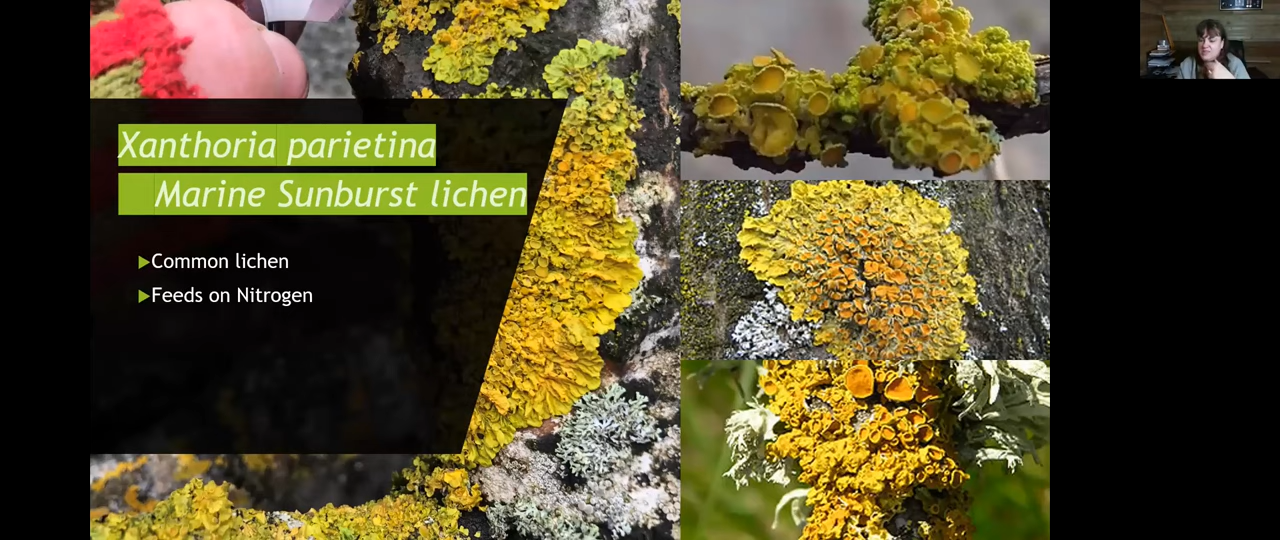 Xanthoria parietina
Marine Sunburst lichen
Common lichen
Feeds on Nitrogen